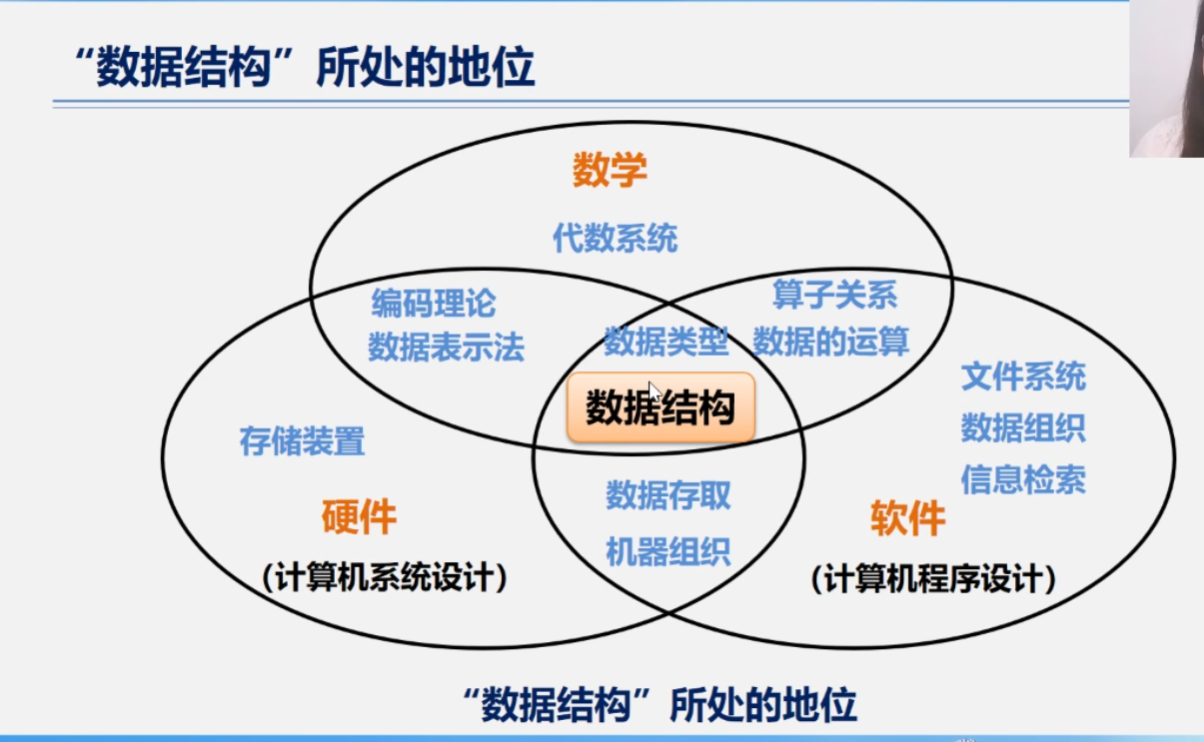 “数据结构”所处的地位
数学
代数系统
编码理论
数据表示法
算子关系
数据类型
数据的运算
数据结构
文件系统
数据组织
信息检索
存储装置
硬件
(计算机系统设计)
数据存取
机器组织
软件
(计算机程序设计)
“数据结构”所处的地位